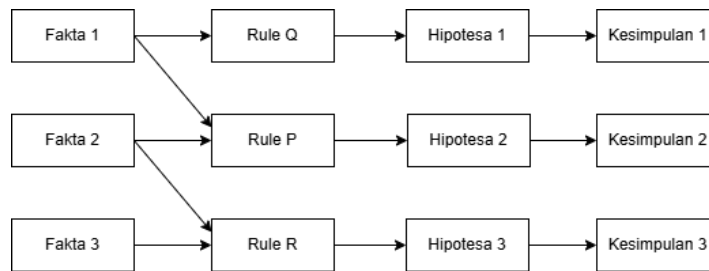 Fakta 1
Rule Q
Hipotesa 1
Kesimpulan 1
Fakta 2
Rule P
Hipotesa 2
Kesimpulan 2
Fakta 3
Rule R
Hipotesa 3
Kesimpulan 3